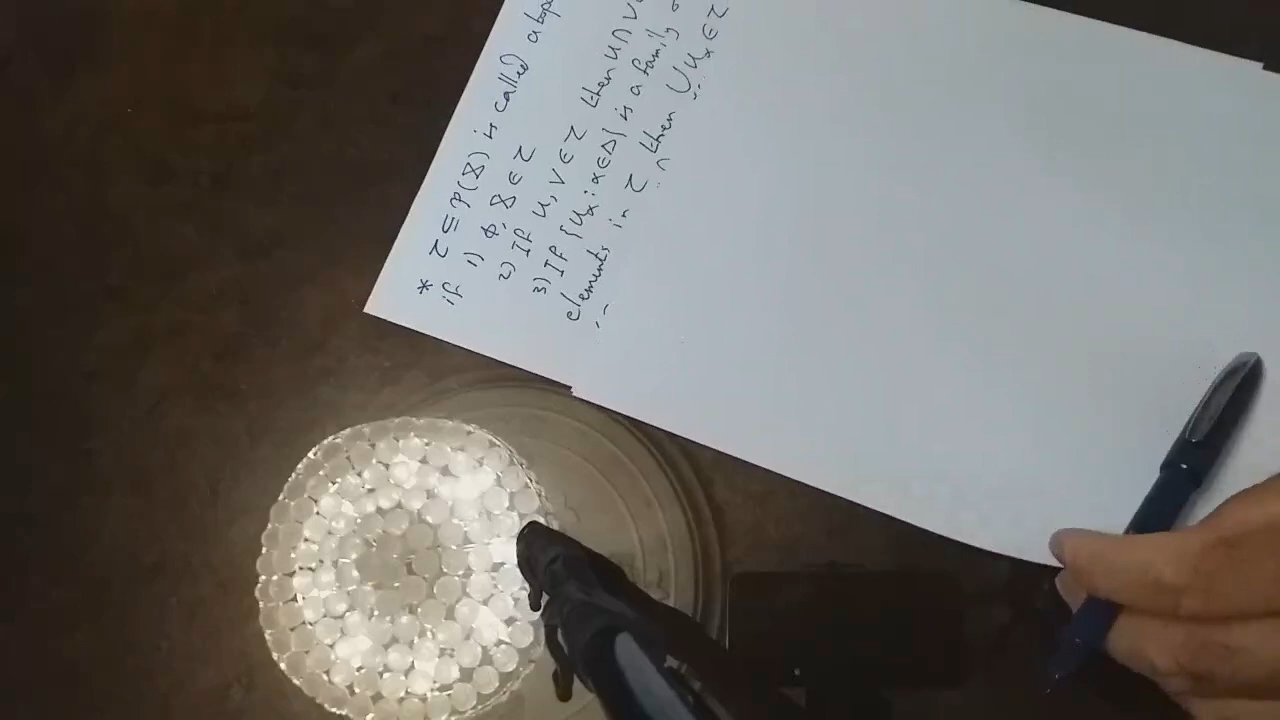 * τ ⊆ P(X) is called a top
if 1) φ, X ∈ τ
2) If U, V ∈ τ then U ∩ V
3) If {Uα : α ∈ Δ} is a family
elements in τ then ∪ Uα ∈ τ